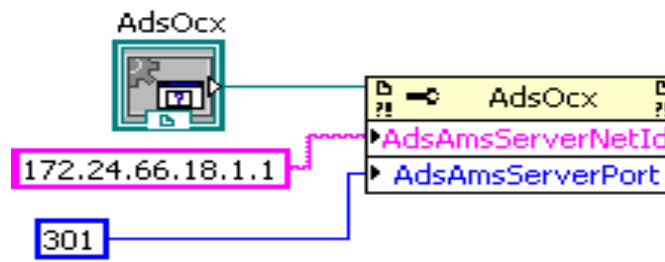 AdsOcx
AdsOcx
AdsAmsServerNetId
172.24.66.18.1.1
AdsAmsServerPort
301